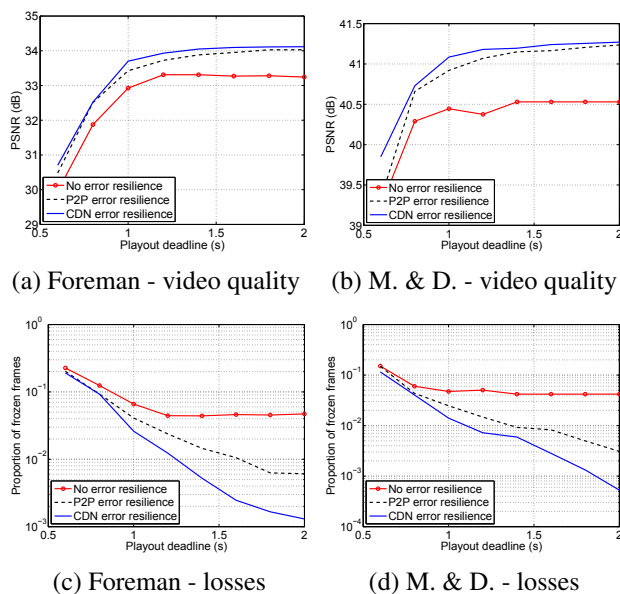 35
34
33
32
31
30
29
PSNR (dB)
No error resilience
P2P error resilience
CDN error resilience
0.5 1 1.5 2
Playout deadline (s)
(a) Foreman - video quality
41.5
41
40.5
40
39.5
39
PSNR (dB)
No error resilience
P2P error resilience
CDN error resilience
0.5 1 1.5 2
Playout deadline (s)
(b) M. & D. - video quality
10^0
10^-1
10^-2
10^-3
Proportion of frozen frames
No error resilience
P2P error resilience
CDN error resilience
0.5 1 1.5 2
Playout deadline (s)
(c) Foreman - losses
10^0
10^-1
10^-2
10^-3
10^-4
Proportion of frozen frames
No error resilience
P2P error resilience
CDN error resilience
0.5 1 1.5 2
Playout deadline (s)
(d) M. & D. - losses